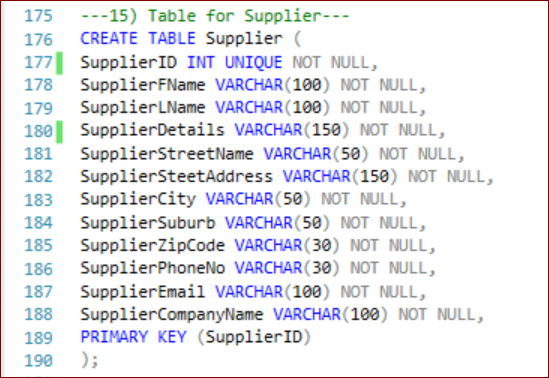 175 ---15) Table for Supplier---
176 CREATE TABLE Supplier (
177 SupplierID INT UNIQUE NOT NULL,
178 SupplierFName VARCHAR(100) NOT NULL,
179 SupplierLName VARCHAR(100) NOT NULL,
180 SupplierDetails VARCHAR(150) NOT NULL,
181 SupplierStreetName VARCHAR(50) NOT NULL,
182 SupplierSteetAddress VARCHAR(150) NOT NULL,
183 SupplierCity VARCHAR(50) NOT NULL,
184 SupplierSuburb VARCHAR(50) NOT NULL,
185 SupplierZipCode VARCHAR(30) NOT NULL,
186 SupplierPhoneNo VARCHAR(30) NOT NULL,
187 SupplierEmail VARCHAR(100) NOT NULL,
188 SupplierCompanyName VARCHAR(100) NOT NULL,
189 PRIMARY KEY (SupplierID)
190 );